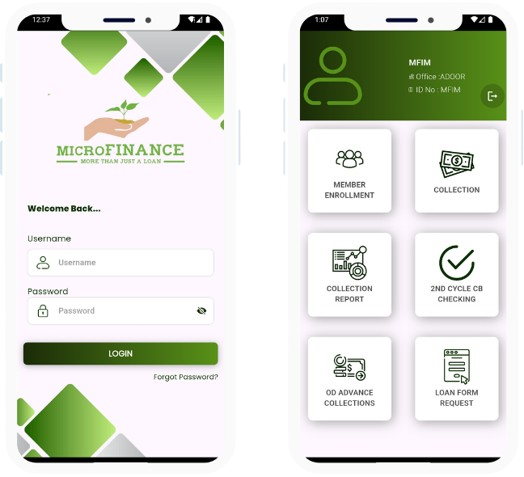 12:37
MICROFINANCE
MORE THAN JUST A LOAN
Welcome Back...
Username
Username
Password
Password
LOGIN
Forgot Password?
1:07
MFIM
Office :ADOOR
ID No : MFIM
MEMBER
ENROLLMENT
COLLECTION
COLLECTION
REPORT
2ND CYCLE CB
CHECKING
OD ADVANCE
COLLECTIONS
LOAN FORM
REQUEST